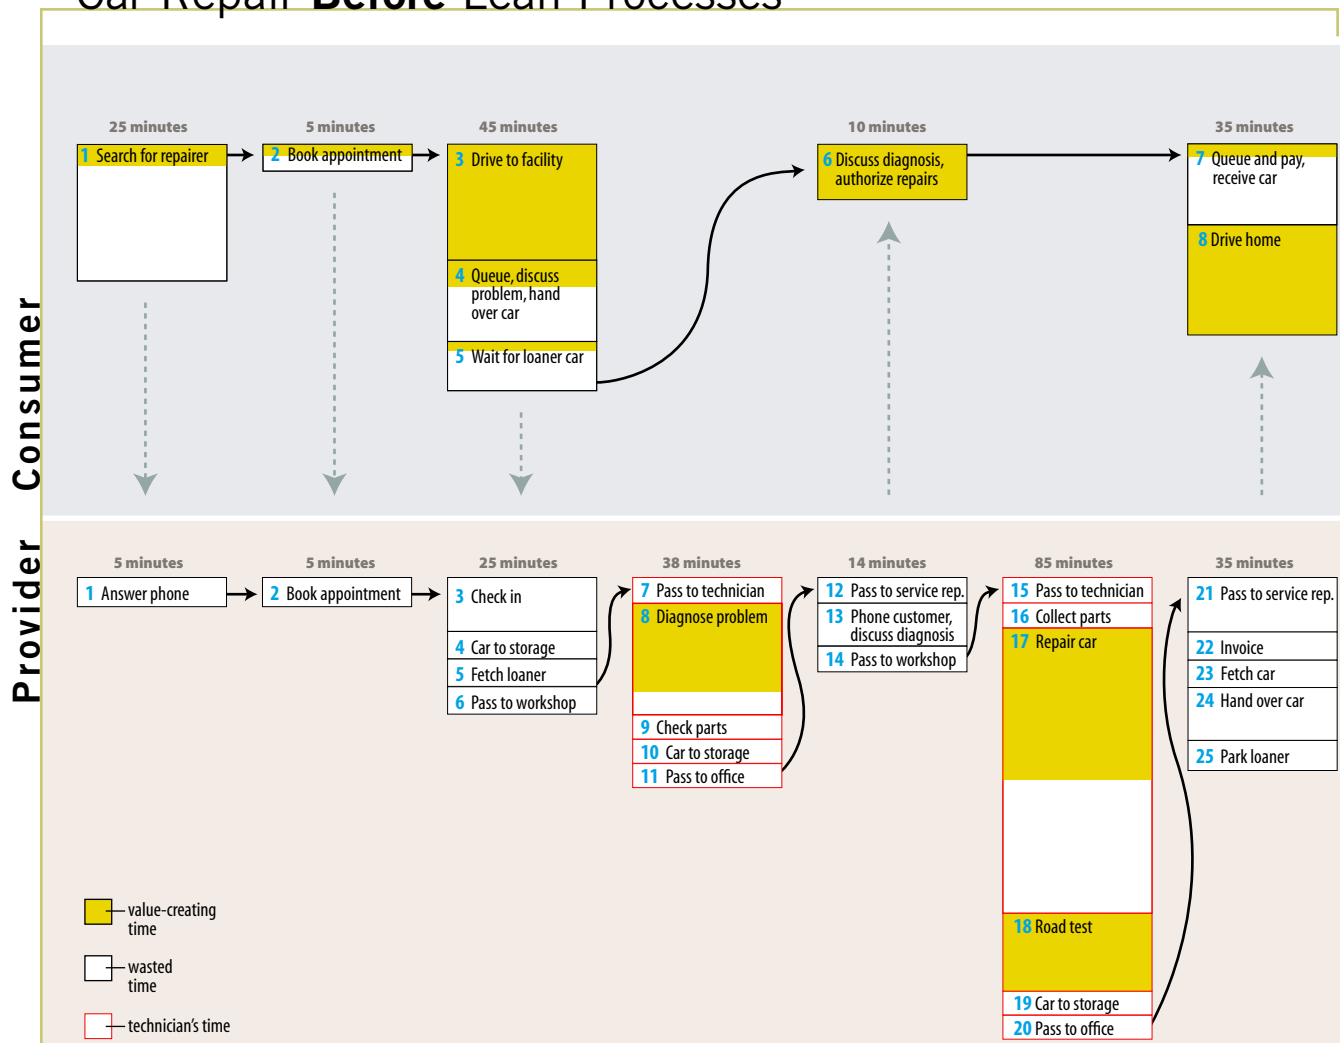 Car Repair Before Lean Processes
Consumer
25 minutes
1 Search for repairer
5 minutes
2 Book appointment
45 minutes
3 Drive to facility
4 Queue, discuss
problem, hand
over car
5 Wait for loaner car
10 minutes
6 Discuss diagnosis,
authorize repairs
35 minutes
7 Queue and pay,
receive car
8 Drive home
Provider
5 minutes
1 Answer phone
5 minutes
2 Book appointment
25 minutes
3 Check in
4 Car to storage
5 Fetch loaner
6 Pass to workshop
38 minutes
7 Pass to technician
8 Diagnose problem
9 Check parts
10 Car to storage
11 Pass to office
14 minutes
12 Pass to service rep.
13 Phone customer,
discuss diagnosis
14 Pass to workshop
85 minutes
15 Pass to technician
16 Collect parts
17 Repair car
18 Road test
19 Car to storage
20 Pass to office
35 minutes
21 Pass to service rep.
22 Invoice
23 Fetch car
24 Hand over car
25 Park loaner
value-creating
time
wasted
time
technician's time